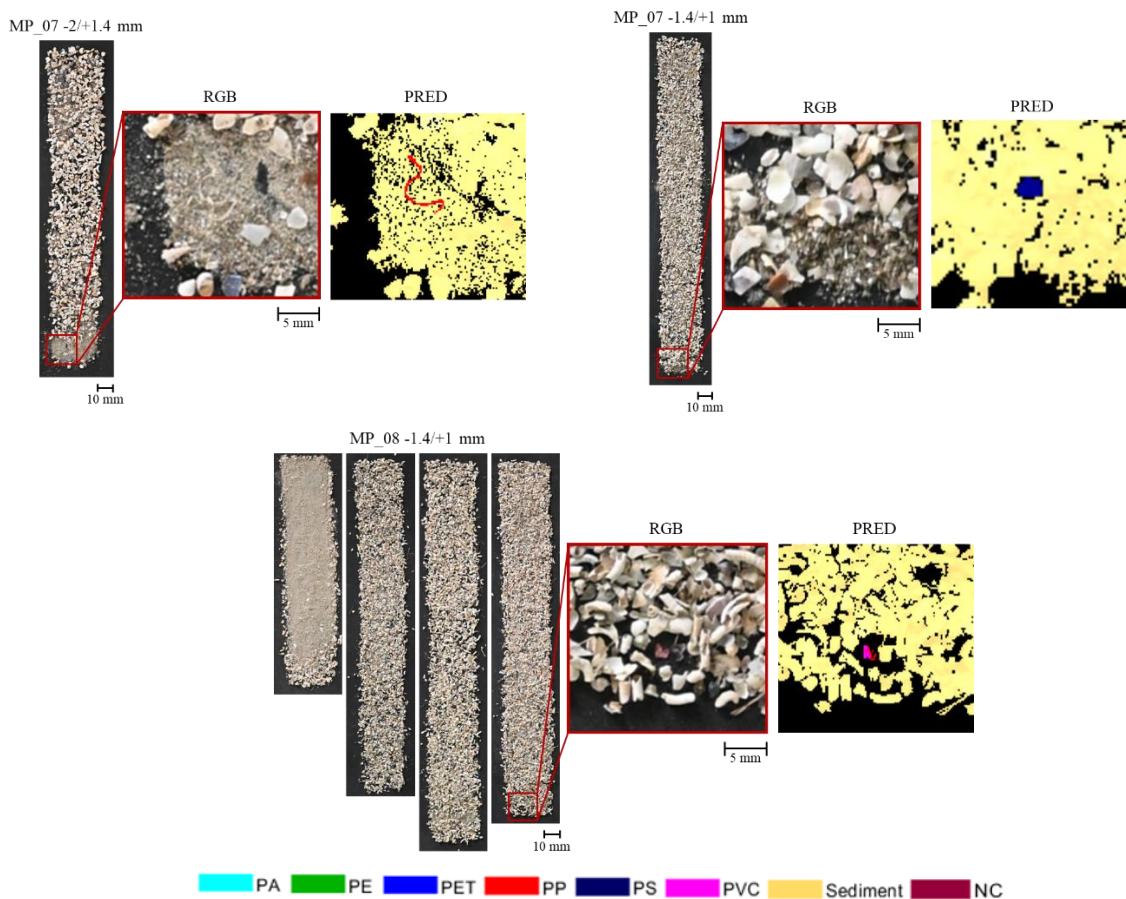 MP_07 -2/+1.4 mm
RGB
PRED
5 mm
10 mm
MP_07 -1.4/+1 mm
RGB
PRED
5 mm
10 mm
MP_08 -1.4/+1 mm
RGB
PRED
5 mm
10 mm
PA PE PET PP PS PVC Sediment NC